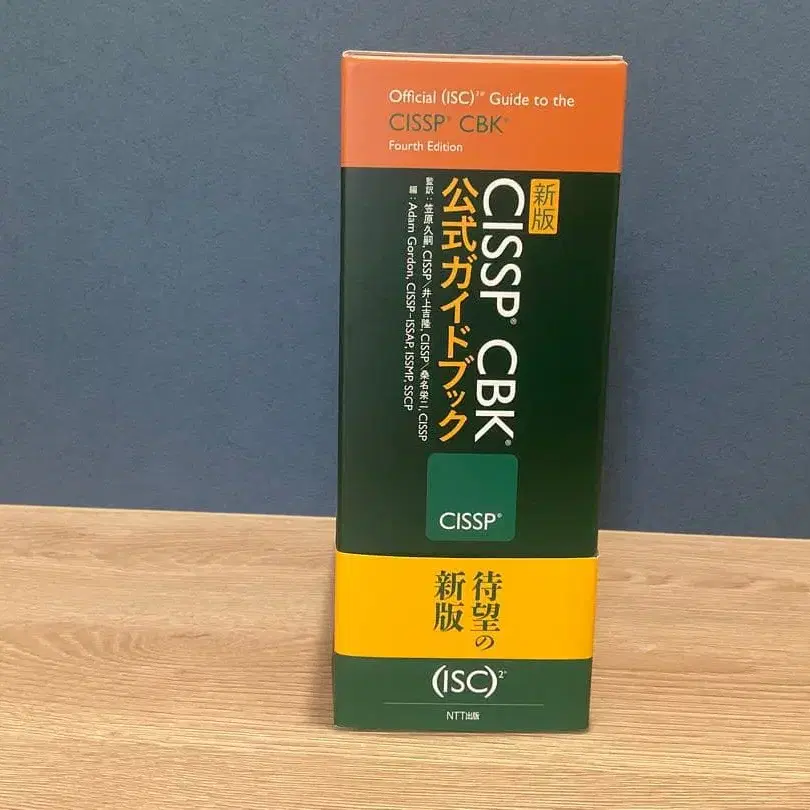 Official (ISC)²® Guide to the
CISSP® CBK®
Fourth Edition
新版
CISSP® CBK®
公式ガイドブック
監訳：笠原久嗣, CISSP／井上吉隆, CISSP／桑名栄二, CISSP
編：Adam Gordon, CISSP-ISSAP, ISSMP, SSCP
CISSP®
待望の
新版
(ISC)²®
NTT出版